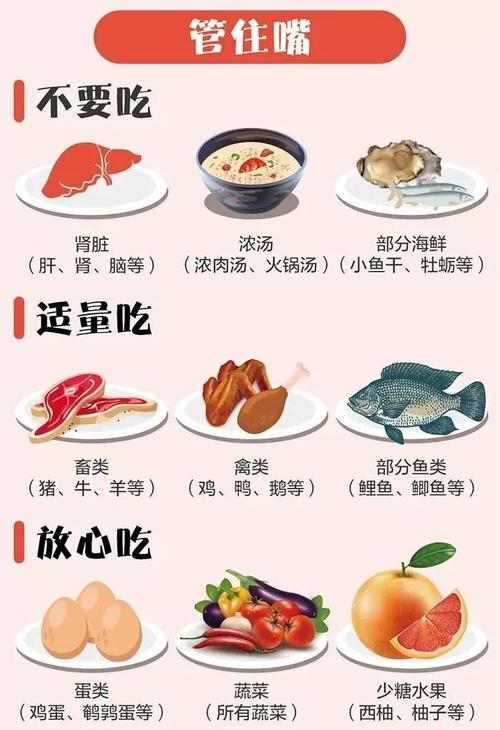 管住嘴
不要吃
肾脏 浓汤 部分海鲜
（肝、肾、脑等） （浓肉汤、火锅汤） （小鱼干、牡蛎等）
适量吃
畜类 禽类 部分鱼类
（猪、牛、羊等） （鸡、鸭、鹅等） （鲤鱼、鲫鱼等）
放心吃
蛋类 蔬菜 少糖水果
（鸡蛋、鹌鹑蛋等） （所有蔬菜） （西柚、柚子等）